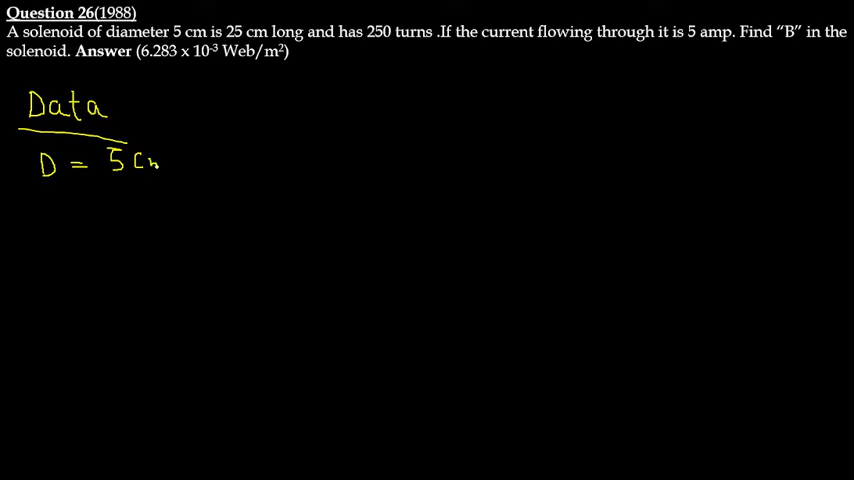 Question 26(1988)
A solenoid of diameter 5 cm is 25 cm long and has 250 turns .If the current flowing through it is 5 amp. Find “B” in the
solenoid. Answer (6.283 x 10⁻³ Web/m²)
Data
D = 5 Cm